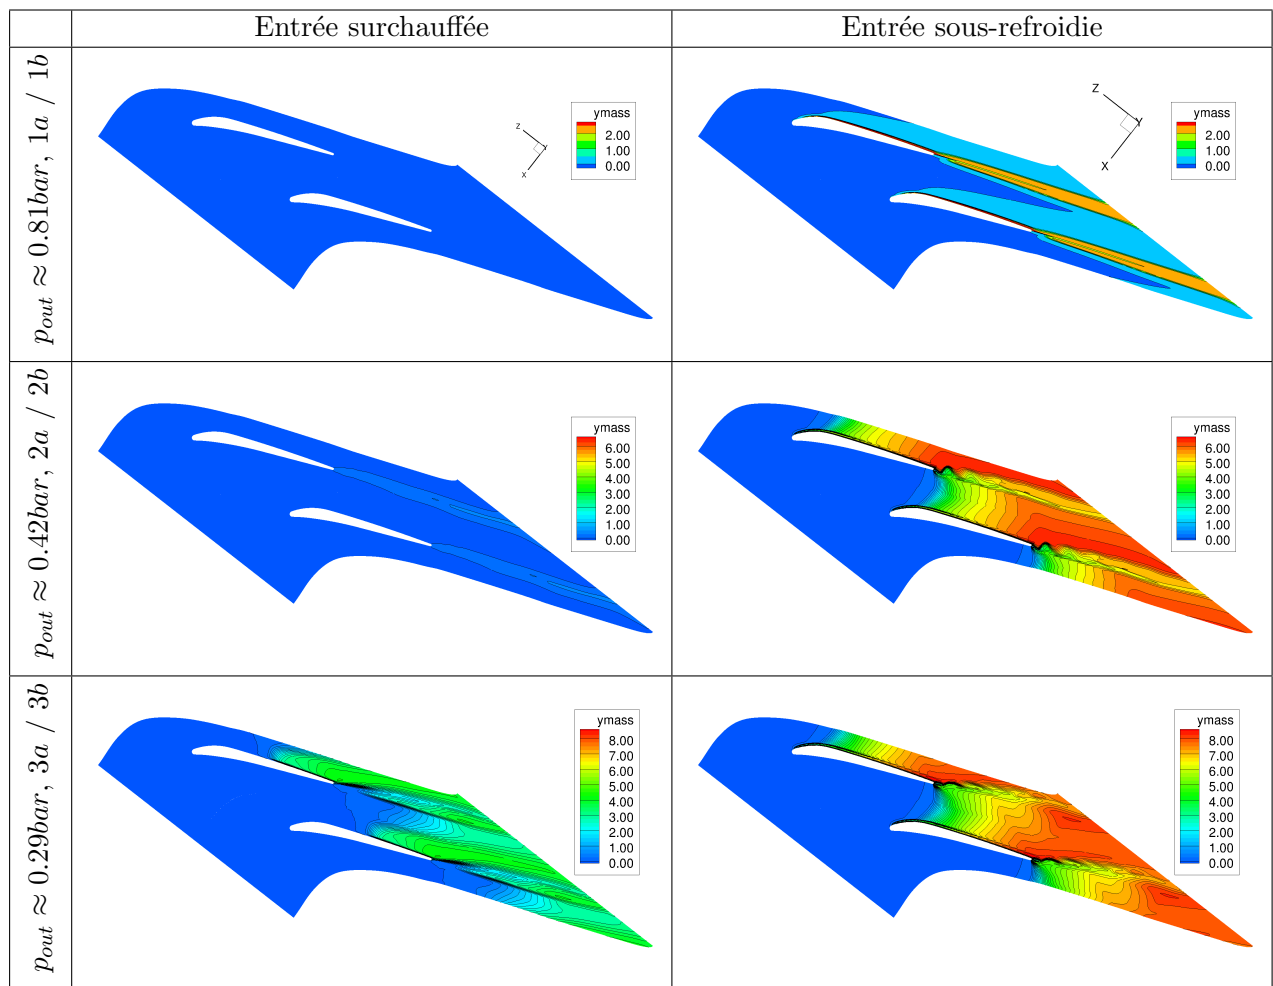 Entrée surchauffée
Entrée sous-refroidie
p_out ≈ 0.81bar, 1a / 1b
z
y
x
ymass
2.00
1.00
0.00
Z
Y
X
ymass
2.00
1.00
0.00
p_out ≈ 0.42bar, 2a / 2b
ymass
6.00
5.00
4.00
3.00
2.00
1.00
0.00
ymass
6.00
5.00
4.00
3.00
2.00
1.00
0.00
p_out ≈ 0.29bar, 3a / 3b
ymass
8.00
7.00
6.00
5.00
4.00
3.00
2.00
1.00
0.00
ymass
8.00
7.00
6.00
5.00
4.00
3.00
2.00
1.00
0.00